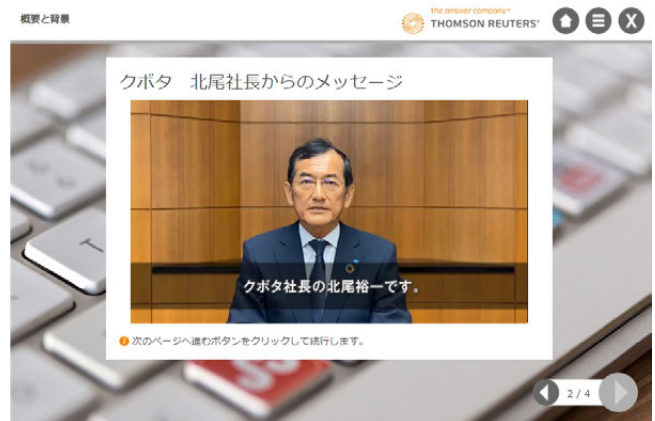 概要と背景
the answer company™
THOMSON REUTERS®
X
クボタ　北尾社長からのメッセージ
クボタ社長の北尾裕一です。
i 次のページへ進むボタンをクリックして続行します。
2 / 4